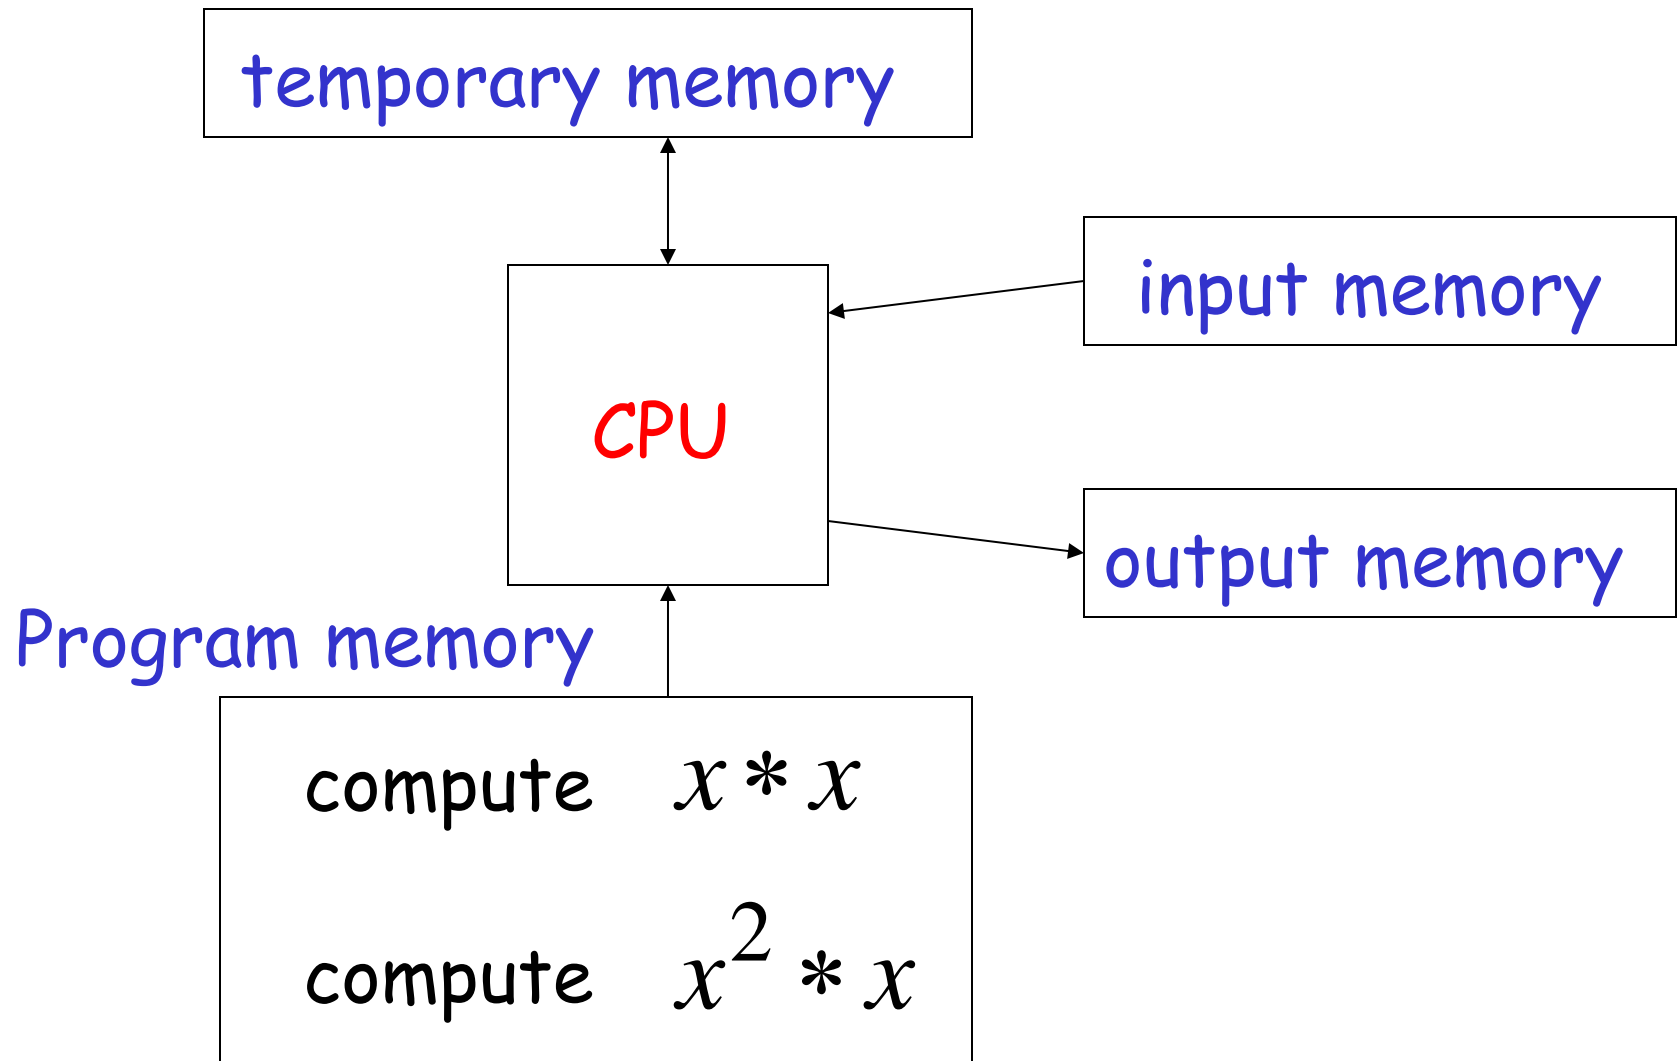 temporary memory
input memory
CPU
output memory
Program memory
compute x * x
compute x² * x